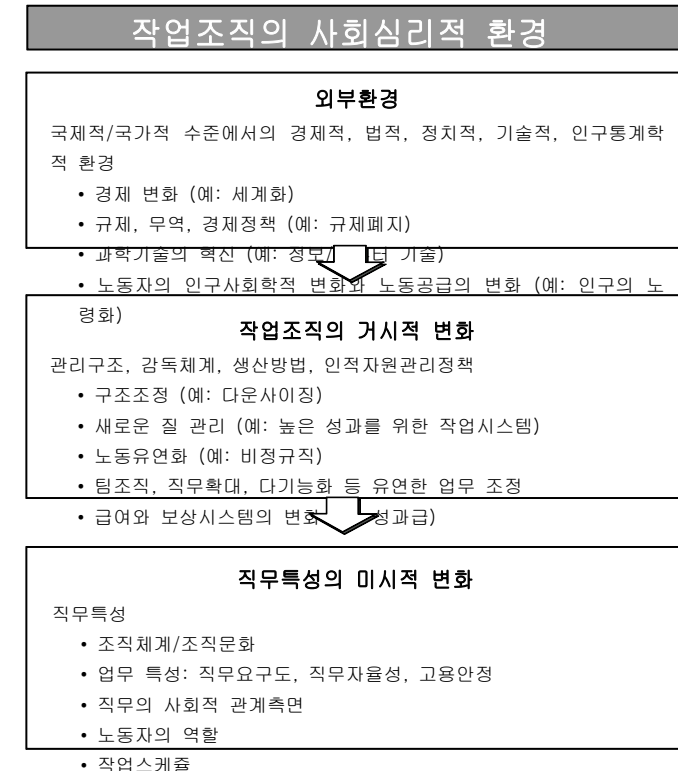 작업조직의 사회심리적 환경
외부환경
국제적/국가적 수준에서의 경제적, 법적, 정치적, 기술적, 인구통계학
적 환경
• 경제 변화 (예: 세계화)
• 규제, 무역, 경제정책 (예: 규제폐지)
• 과학기술의 혁신 (예: 정보/ 기술)
• 노동자의 인구사회학적 변화와 노동공급의 변화 (예: 인구의 노
령화)
작업조직의 거시적 변화
관리구조, 감독체계, 생산방법, 인적자원관리정책
• 구조조정 (예: 다운사이징)
• 새로운 질 관리 (예: 높은 성과를 위한 작업시스템)
• 노동유연화 (예: 비정규직)
• 팀조직, 직무확대, 다기능화 등 유연한 업무 조정
• 급여와 보상시스템의 변화 성과급)
직무특성의 미시적 변화
직무특성
• 조직체계/조직문화
• 업무 특성: 직무요구도, 직무자율성, 고용안정
• 직무의 사회적 관계측면
• 노동자의 역할
• 작업스케쥴